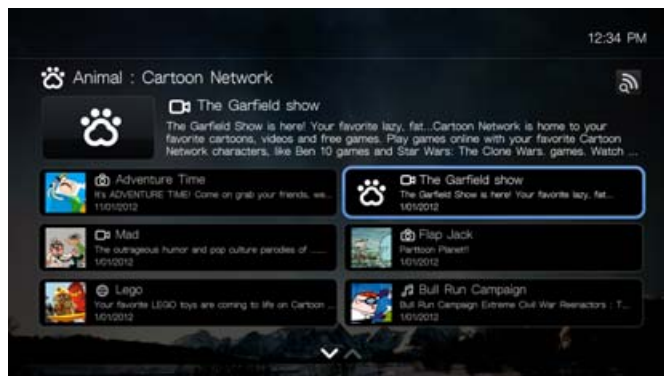 12:34 PM
Animal : Cartoon Network
The Garfield show
The Garfield Show is here! Your favorite lazy, fat...Cartoon Network is home to your
favorite cartoons, videos and free games. Play games online with your favorite Cartoon
Network characters, like Ben 10 games and Star Wars: The Clone Wars. games. Watch ...
Adventure Time
It's ADVENTURE TIME! Come on grab your friends, we...
11/01/2012
The Garfield show
The Garfield Show is here! Your favorite lazy, fat...
1/01/2012
Mad
The outrageous humor and pop culture parodies of ......
1/01/2012
Flap Jack
Parttoon Planet!!
1/01/2012
Lego
Your favorite LEGO toys are coming to life on Cartoon ...
1/01/2012
Bull Run Campaign
Bull Run Campaign Extreme Civil War Reenactors : T...
1/01/2012